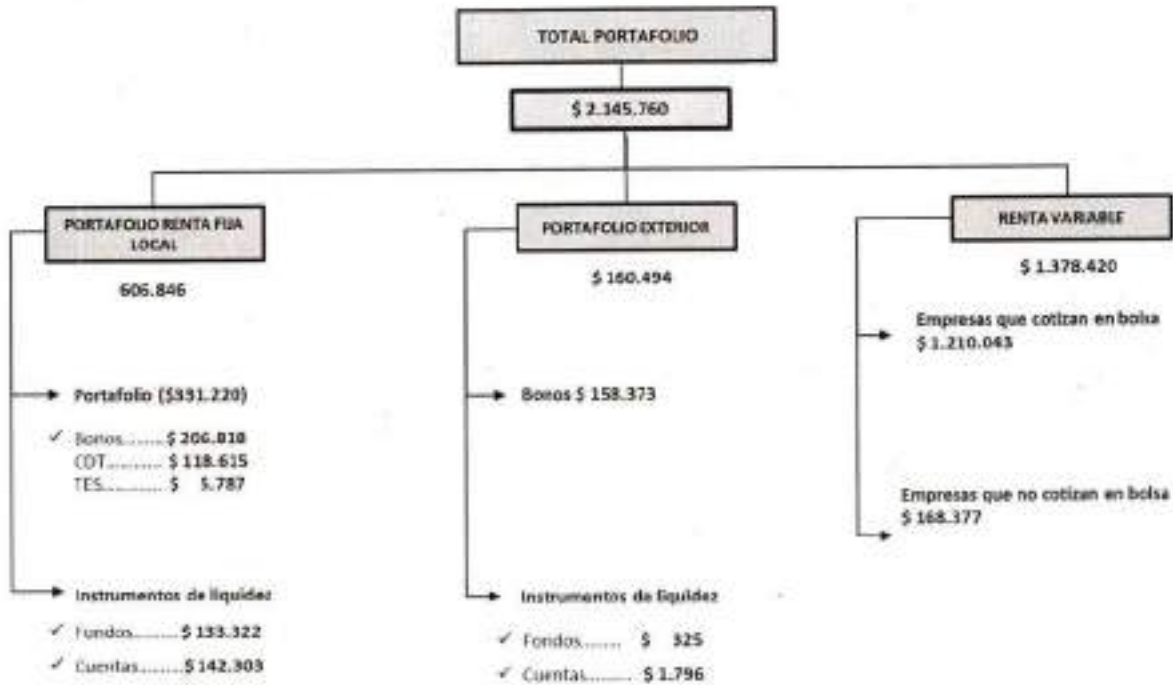 TOTAL PORTAFOLIO
$ 2.145.760
PORTAFOLIO RENTA FIJA
LOCAL
606.846
Portafolio ($331.220)
✓ Bonos........ $ 206.818
CDT........... $ 118.615
TES............ $ 5.787
Instrumentos de liquidez
✓ Fondos........ $ 133.322
✓ Cuentas........ $ 142.303
PORTAFOLIO EXTERIOR
$ 160.494
Bonos $ 158.373
Instrumentos de liquidez
✓ Fondos........ $ 325
✓ Cuentas........ $ 1.796
RENTA VARIABLE
$ 1.378.420
Empresas que cotizan en bolsa
$ 1.210.043
Empresas que no cotizan en bolsa
$ 168.377